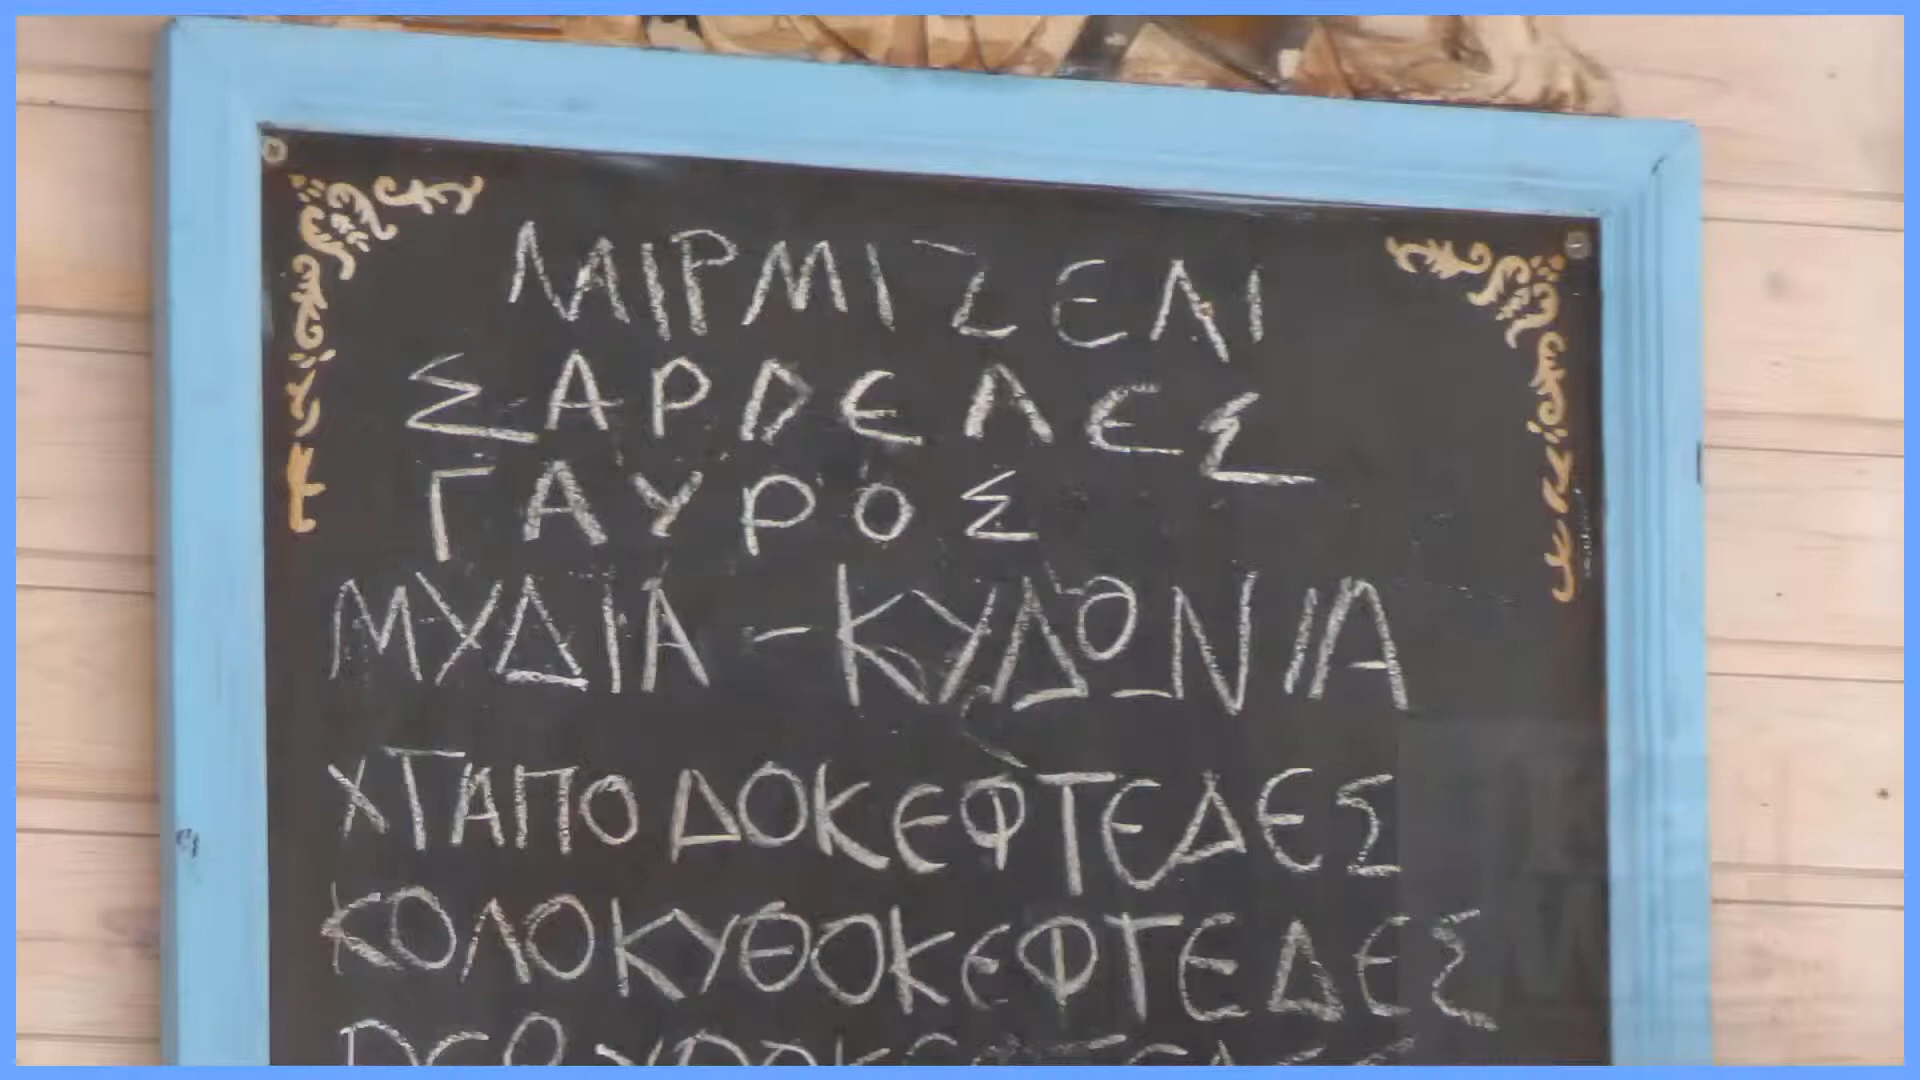 ΜΙΡΜΙΖΕΛΙ
ΣΑΡΔΕΛΕΣ
ΓΑΥΡΟΣ
ΜΥΔΙΑ - ΚΥΔΩΝΙΑ
ΧΤΑΠΟΔΟΚΕΦΤΕΔΕΣ
ΚΟΛΟΚΥΘΟΚΕΦΤΕΔΕΣ